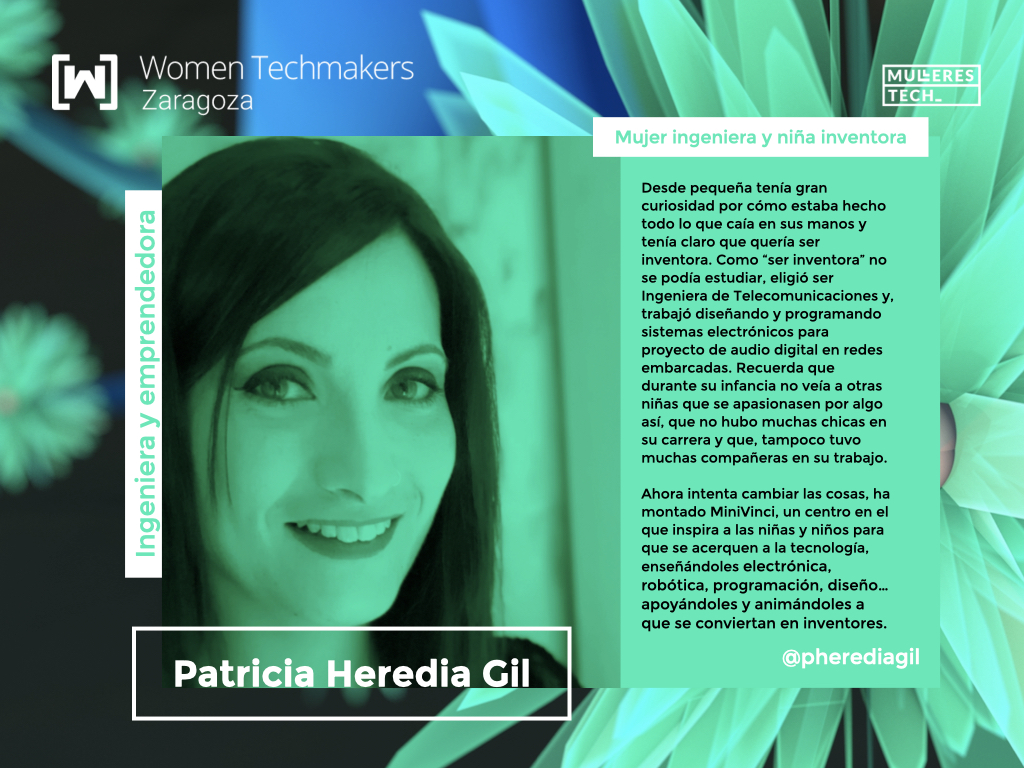 [W] Women Techmakers
Zaragoza
MULLERES
TECH_
Mujer ingeniera y niña inventora
Ingeniera y emprendedora
Desde pequeña tenía gran
curiosidad por cómo estaba hecho
todo lo que caía en sus manos y
tenía claro que quería ser
inventora. Como “ser inventora” no
se podía estudiar, eligió ser
Ingeniera de Telecomunicaciones y,
trabajó diseñando y programando
sistemas electrónicos para
proyecto de audio digital en redes
embarcadas. Recuerda que
durante su infancia no veía a otras
niñas que se apasionasen por algo
así, que no hubo muchas chicas en
su carrera y que, tampoco tuvo
muchas compañeras en su trabajo.
Ahora intenta cambiar las cosas, ha
montado MiniVinci, un centro en el
que inspira a las niñas y niños para
que se acerquen a la tecnología,
enseñándoles electrónica,
robótica, programación, diseño...
apoyándoles y animándoles a
que se conviertan en inventores.
@pherediagil
Patricia Heredia Gil